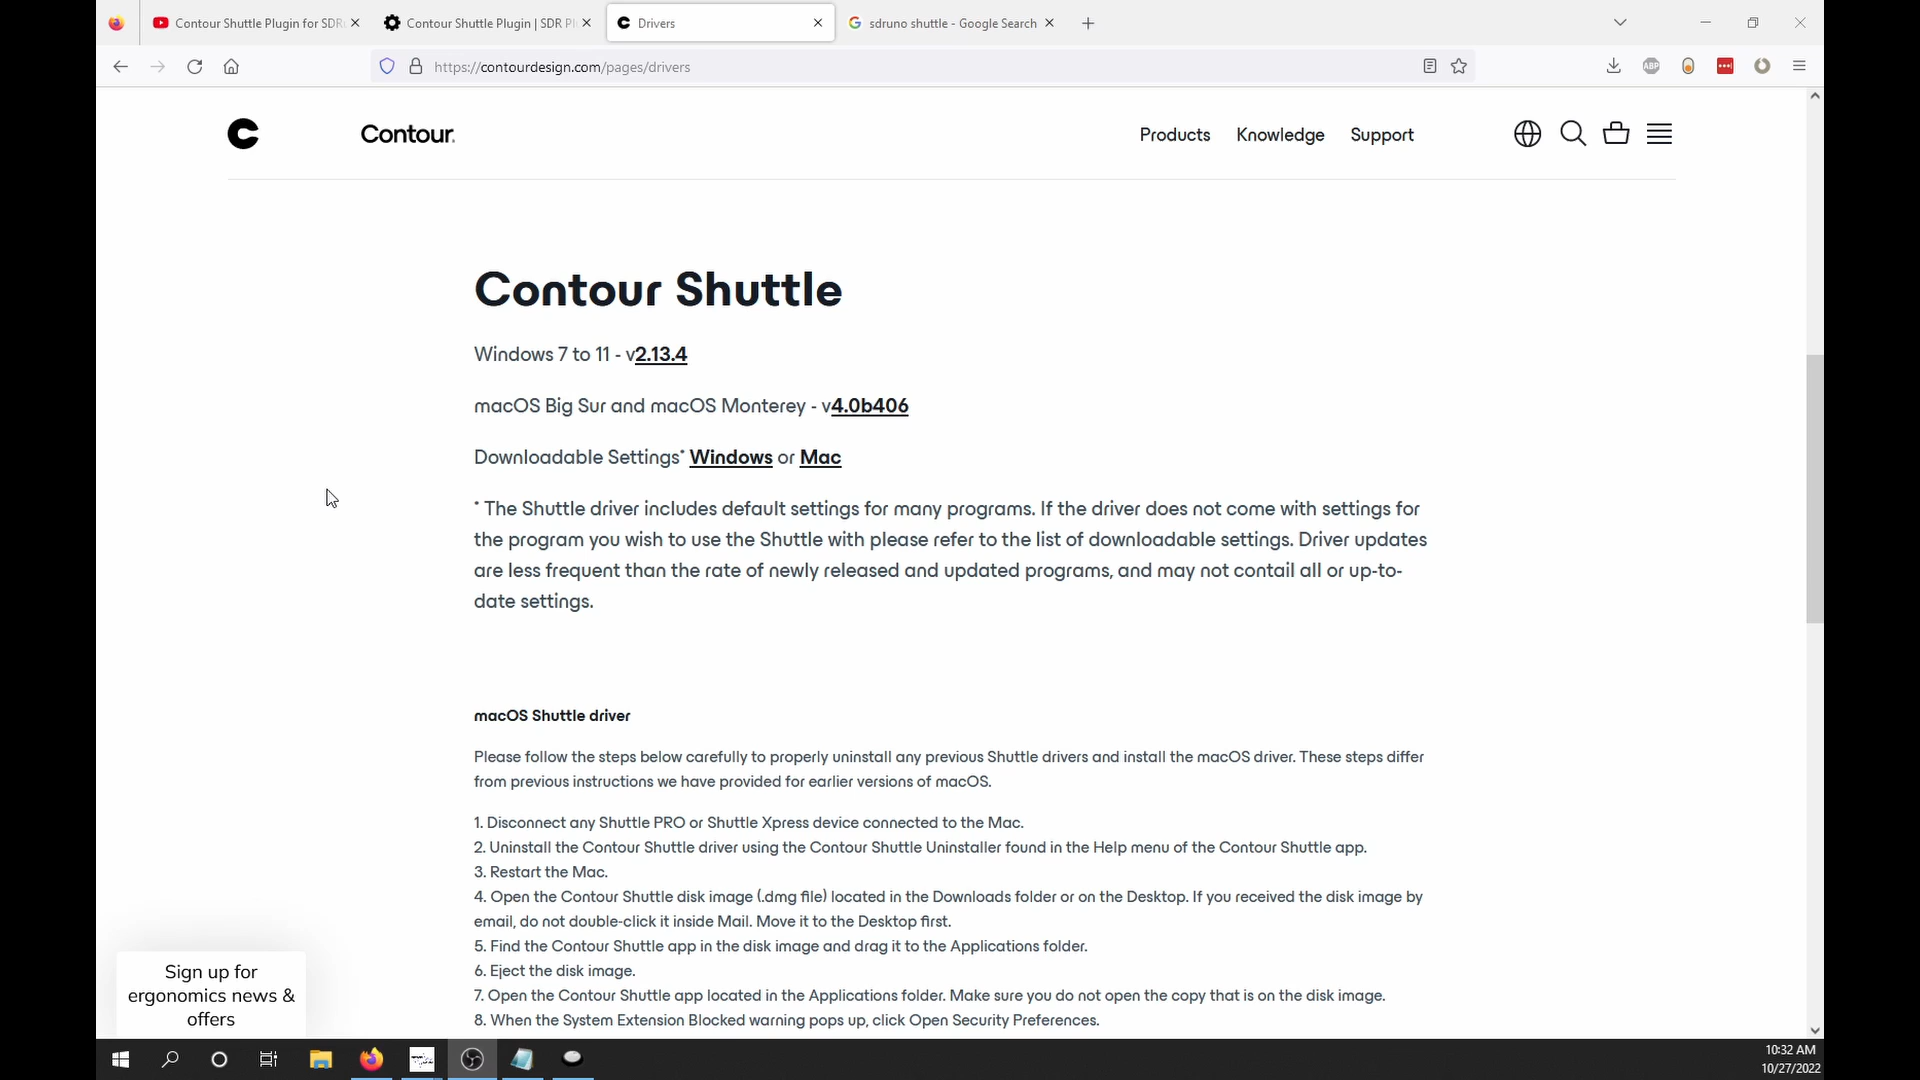 Contour Shuttle Plugin for SDRu
Contour Shuttle Plugin | SDR Pl
Drivers
sdruno shuttle - Google Search
https://contourdesign.com/pages/drivers
ABP
Contour.
Products
Knowledge
Support
Contour Shuttle
Windows 7 to 11 - v2.13.4
macOS Big Sur and macOS Monterey - v4.0b406
Downloadable Settings* Windows or Mac
* The Shuttle driver includes default settings for many programs. If the driver does not come with settings for
the program you wish to use the Shuttle with please refer to the list of downloadable settings. Driver updates
are less frequent than the rate of newly released and updated programs, and may not contail all or up-to-
date settings.
macOS Shuttle driver
Please follow the steps below carefully to properly uninstall any previous Shuttle drivers and install the macOS driver. These steps differ
from previous instructions we have provided for earlier versions of macOS.
1. Disconnect any Shuttle PRO or Shuttle Xpress device connected to the Mac.
2. Uninstall the Contour Shuttle driver using the Contour Shuttle Uninstaller found in the Help menu of the Contour Shuttle app.
3. Restart the Mac.
4. Open the Contour Shuttle disk image (.dmg file) located in the Downloads folder or on the Desktop. If you received the disk image by
email, do not double-click it inside Mail. Move it to the Desktop first.
5. Find the Contour Shuttle app in the disk image and drag it to the Applications folder.
6. Eject the disk image.
7. Open the Contour Shuttle app located in the Applications folder. Make sure you do not open the copy that is on the disk image.
8. When the System Extension Blocked warning pops up, click Open Security Preferences.
Sign up for
ergonomics news &
offers
10:32 AM
10/27/2022